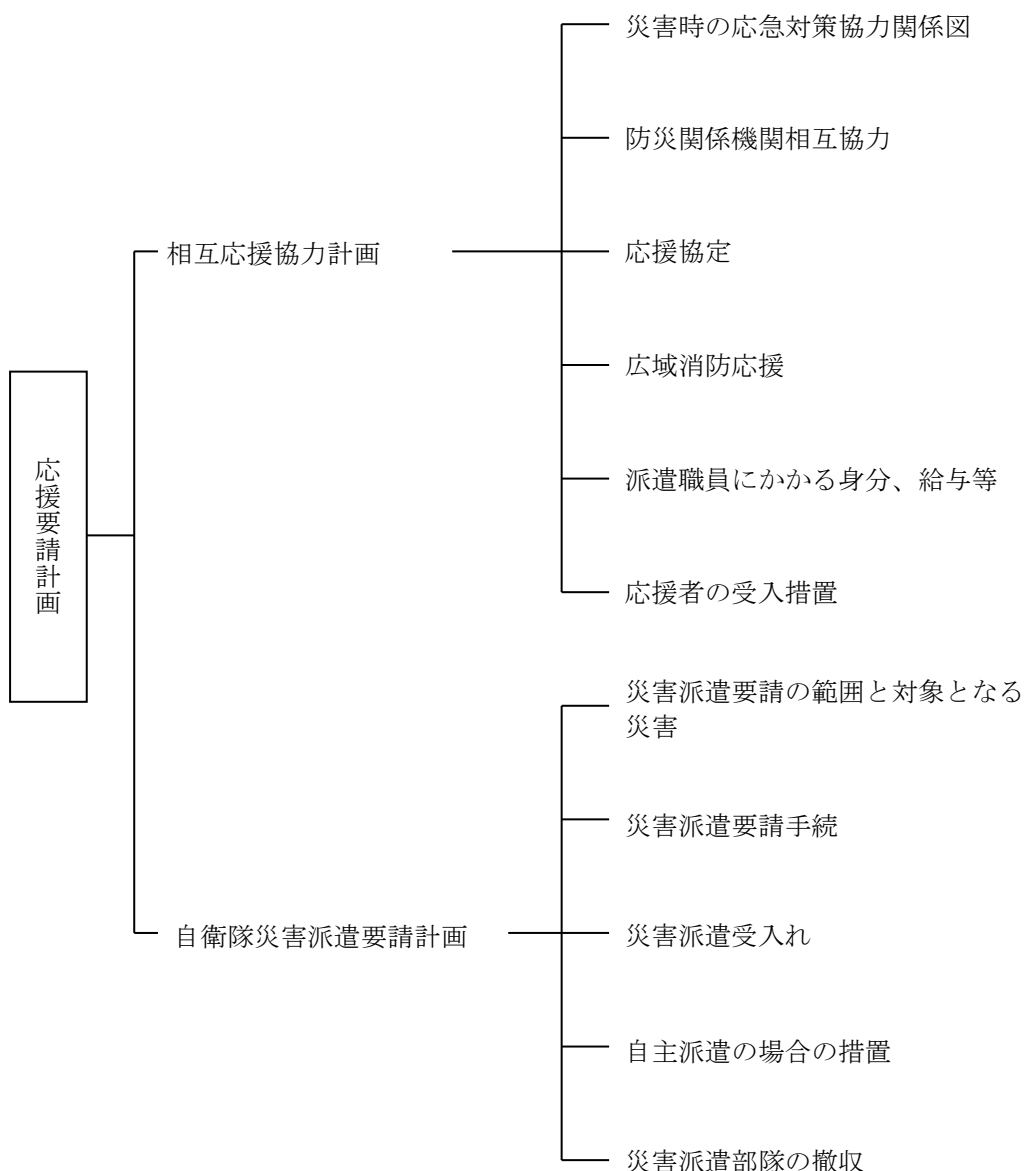 応援要請計画
相互応援協力計画
災害時の応急対策協力関係図
防災関係機関相互協力
応援協定
広域消防応援
派遣職員にかかる身分、給与等
応援者の受入措置
自衛隊災害派遣要請計画
災害派遣要請の範囲と対象となる
災害
災害派遣要請手続
災害派遣受入れ
自主派遣の場合の措置
災害派遣部隊の撤収